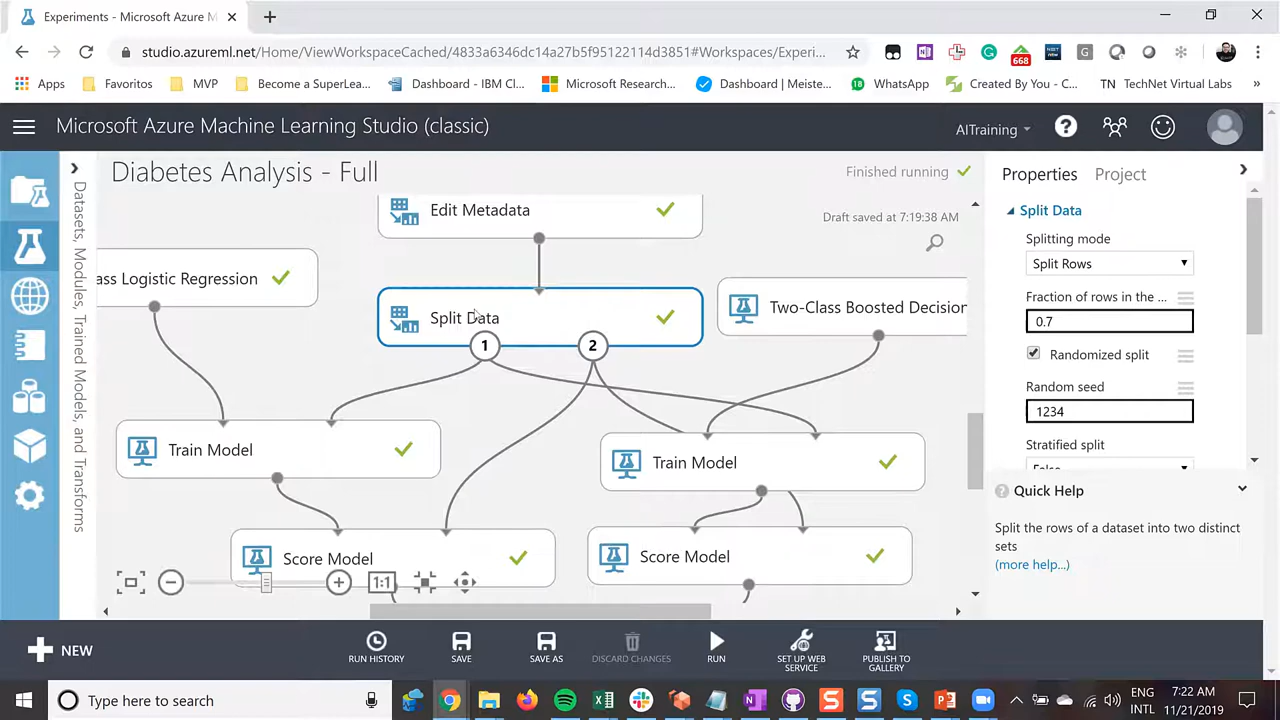 Experiments - Microsoft Azure M
studio.azureml.net/Home/ViewWorkspaceCached/4833a6346dc14a27b5f95122114d3851#Workspaces/Experi...
668
Apps
Favoritos
MVP
Become a SuperLea...
Dashboard - IBM Cl...
Microsoft Research...
Dashboard | Meiste...
18
WhatsApp
Created By You - C...
TN
TechNet Virtual Labs
»
Microsoft Azure Machine Learning Studio (classic)
AITraining
?
Datasets, Modules, Trained Models, and Transforms
Diabetes Analysis - Full
Finished running
Draft saved at 7:19:38 AM
Edit Metadata
ass Logistic Regression
Split Data
Two-Class Boosted Decision
1
2
Train Model
Train Model
Score Model
Score Model
1:1
Properties
Project
Split Data
Splitting mode
Split Rows
Fraction of rows in the ...
0.7
Randomized split
Random seed
1234
Stratified split
False
Quick Help
Split the rows of a dataset into two distinct
sets
(more help...)
NEW
RUN HISTORY
SAVE
SAVE AS
DISCARD CHANGES
RUN
SET UP WEB
SERVICE
PUBLISH TO
GALLERY
Type here to search
ENG
INTL
7:22 AM
11/21/2019